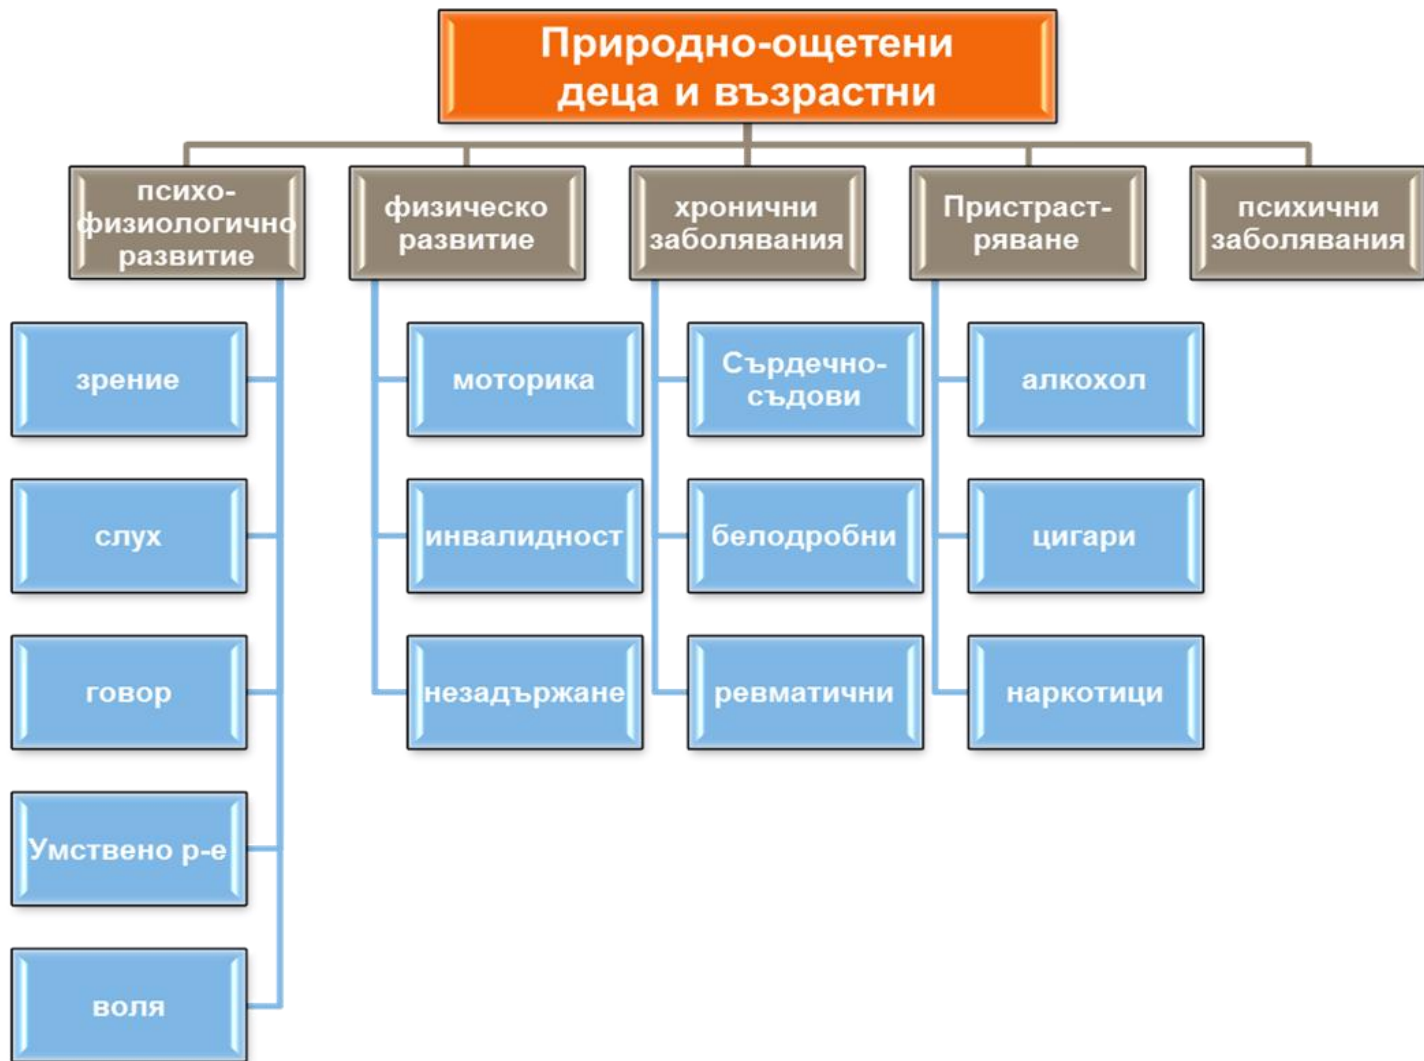 Природно-ощетени
деца и възрастни
психо-
физиологично
развитие
физическо
развитие
хронични
заболявания
Пристраст-
ряване
психични
заболявания
зрение
слух
говор
Умствено р-е
воля
моторика
инвалидност
незадържане
Сърдечно-
съдови
белодробни
ревматични
алкохол
цигари
наркотици